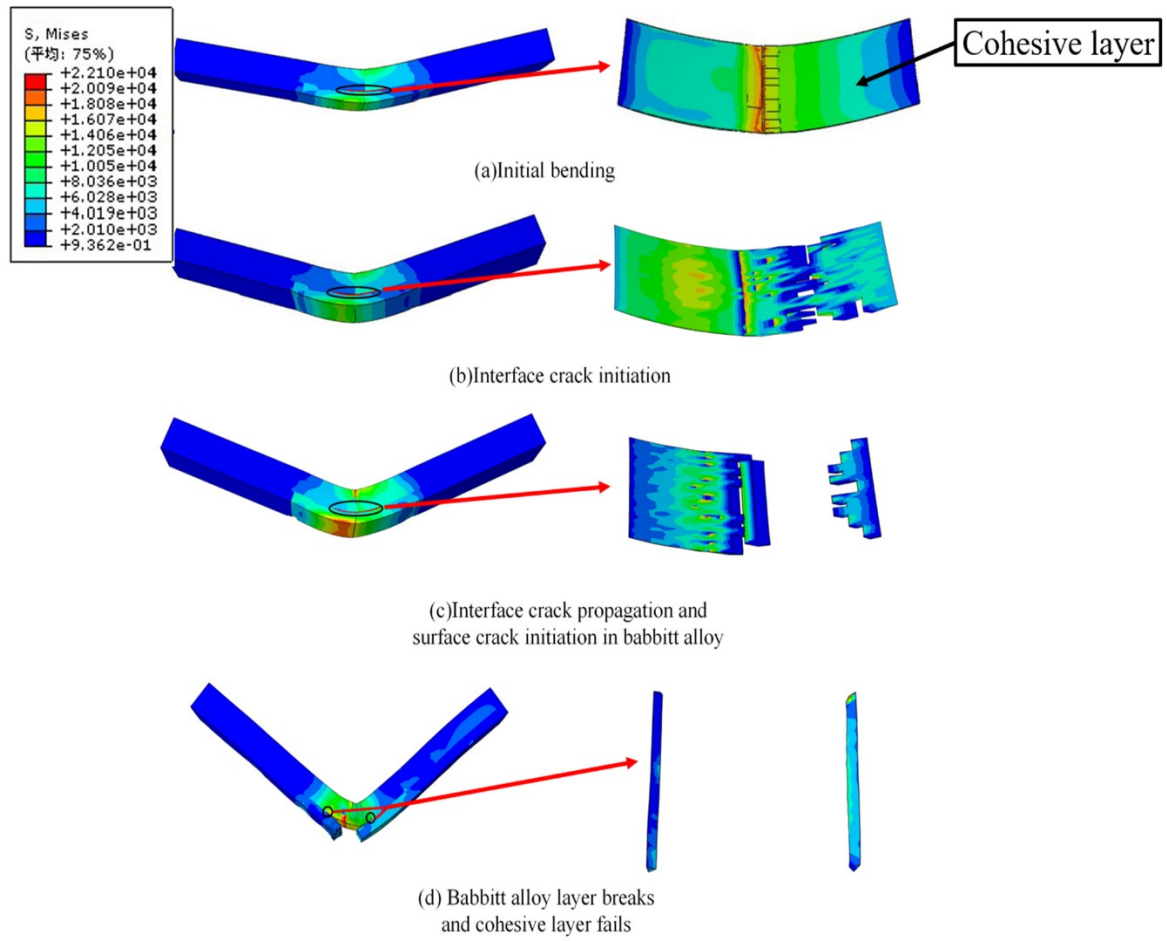 S, Mises
(平均: 75%)
+2.210e+04
+2.009e+04
+1.808e+04
+1.607e+04
+1.406e+04
+1.205e+04
+1.005e+04
+8.036e+03
+6.028e+03
+4.019e+03
+2.010e+03
+9.362e-01
Cohesive layer
(a)Initial bending
(b)Interface crack initiation
(c)Interface crack propagation and
surface crack initiation in babbitt alloy
(d) Babbitt alloy layer breaks
and cohesive layer fails